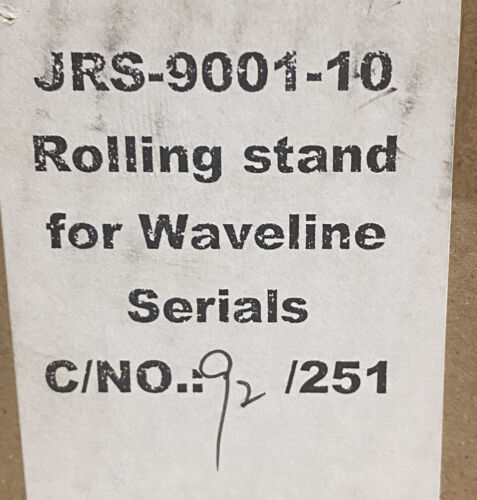 JRS-9001-10
Rolling stand
for Waveline
Serials
C/NO.:92 /251